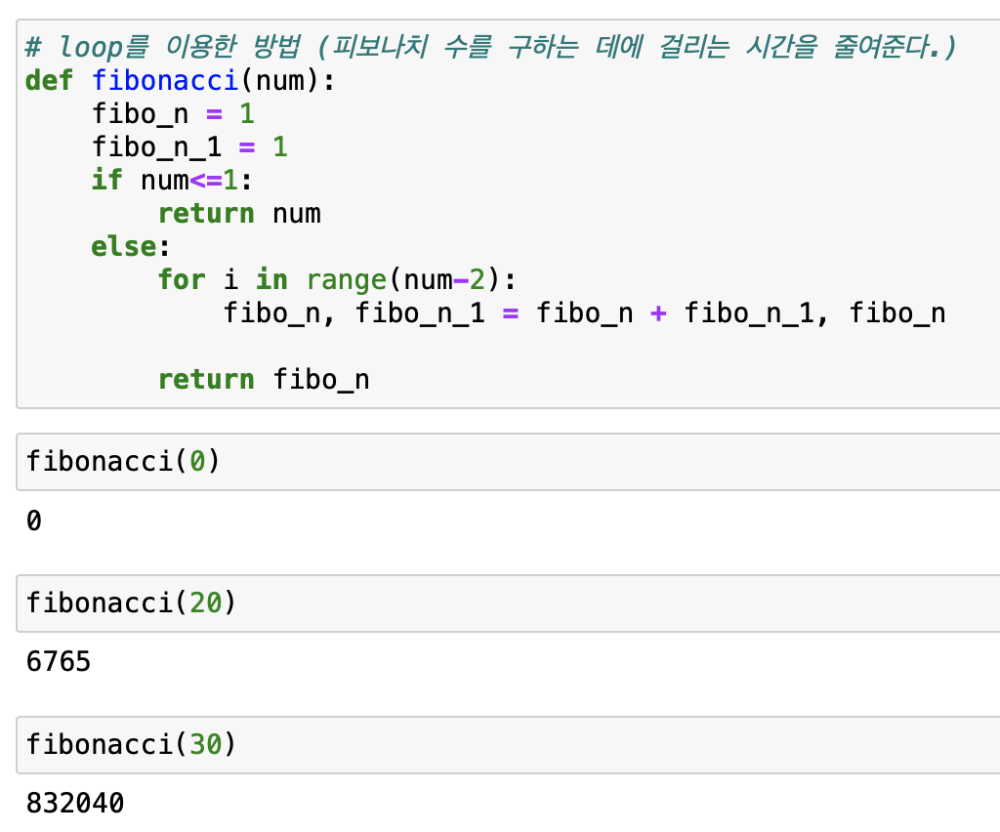 # loop를 이용한 방법 (피보나치 수를 구하는 데에 걸리는 시간을 줄여준다.)
def fibonacci(num):
    fibo_n = 1
    fibo_n_1 = 1
    if num<=1:
        return num
    else:
        for i in range(num-2):
            fibo_n, fibo_n_1 = fibo_n + fibo_n_1, fibo_n
        return fibo_n
fibonacci(0)
0
fibonacci(20)
6765
fibonacci(30)
832040